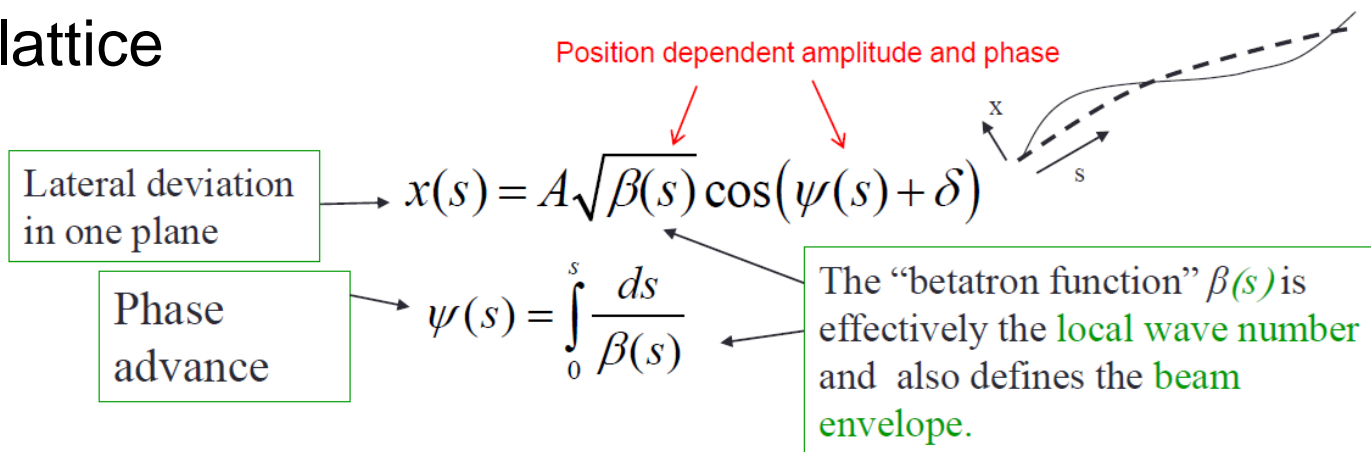 lattice
Position dependent amplitude and phase
x
s
Lateral deviation
in one plane
x(s) = A√β(s) cos(ψ(s) + δ)
Phase
advance
ψ(s) = ∫₀ˢ ds/β(s)
The “betatron function” β(s) is
effectively the local wave number
and also defines the beam
envelope.